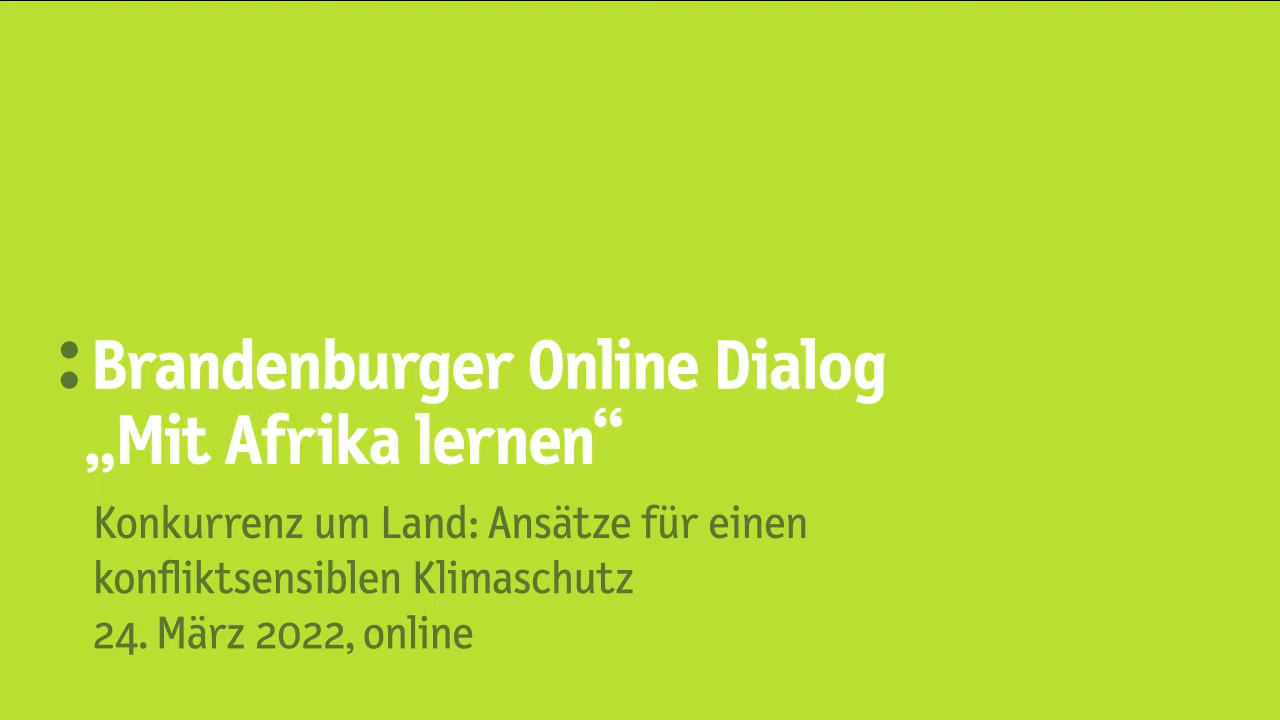 : Brandenburger Online Dialog
„Mit Afrika lernen“
Konkurrenz um Land: Ansätze für einen
konfliktsensiblen Klimaschutz
24. März 2022, online